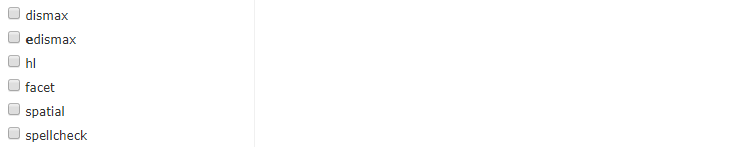 dismax
edismax
hl
facet
spatial
spellcheck